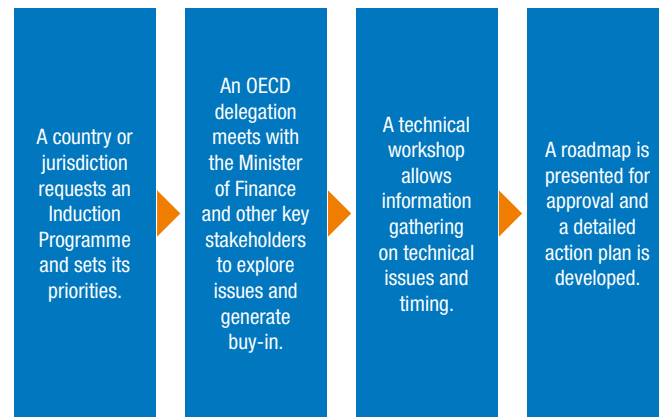 A country or
jurisdiction
requests an
Induction
Programme
and sets its
priorities.
An OECD
delegation
meets with
the Minister
of Finance
and other key
stakeholders
to explore
issues and
generate
buy-in.
A technical
workshop
allows
information
gathering
on technical
issues and
timing.
A roadmap is
presented for
approval and
a detailed
action plan is
developed.